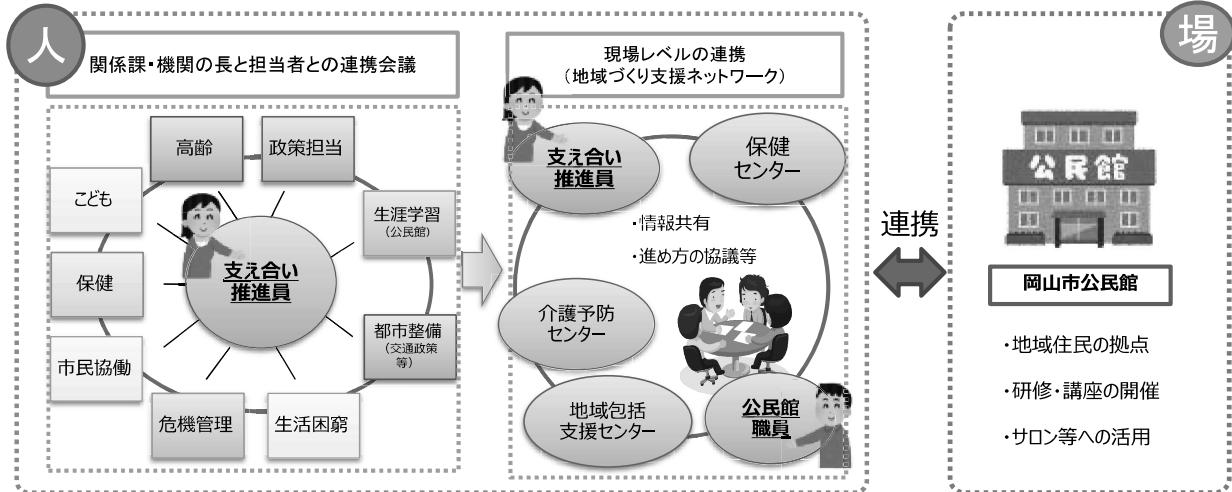 人
関係課・機関の長と担当者との連携会議
高齢
政策担当
こども
生涯学習
(公民館)
支え合い
推進員
保健
都市整備
(交通政策
等)
市民協働
危機管理
生活困窮
現場レベルの連携
(地域づくり支援ネットワーク)
支え合い
推進員
保健
センター
・情報共有
・進め方の協議等
介護予防
センター
地域包括
支援センター
公民館
職員
連携
場
公民館
岡山市公民館
・地域住民の拠点
・研修・講座の開催
・サロン等への活用